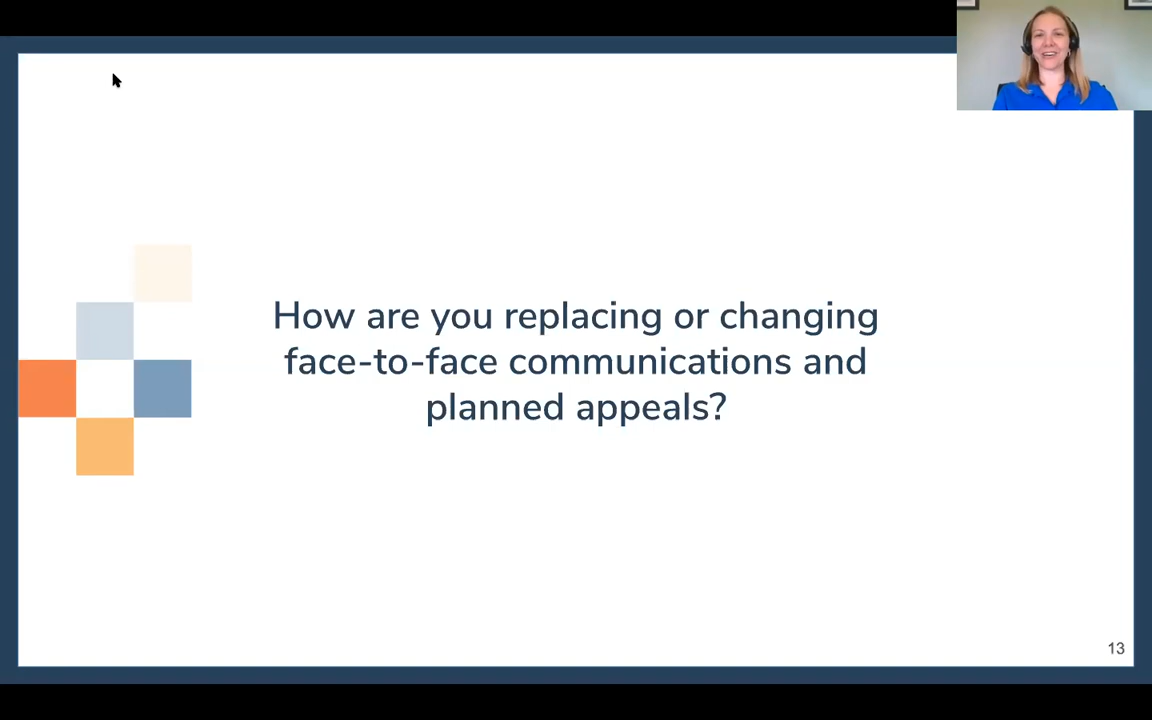 How are you replacing or changing
face-to-face communications and
planned appeals?
13